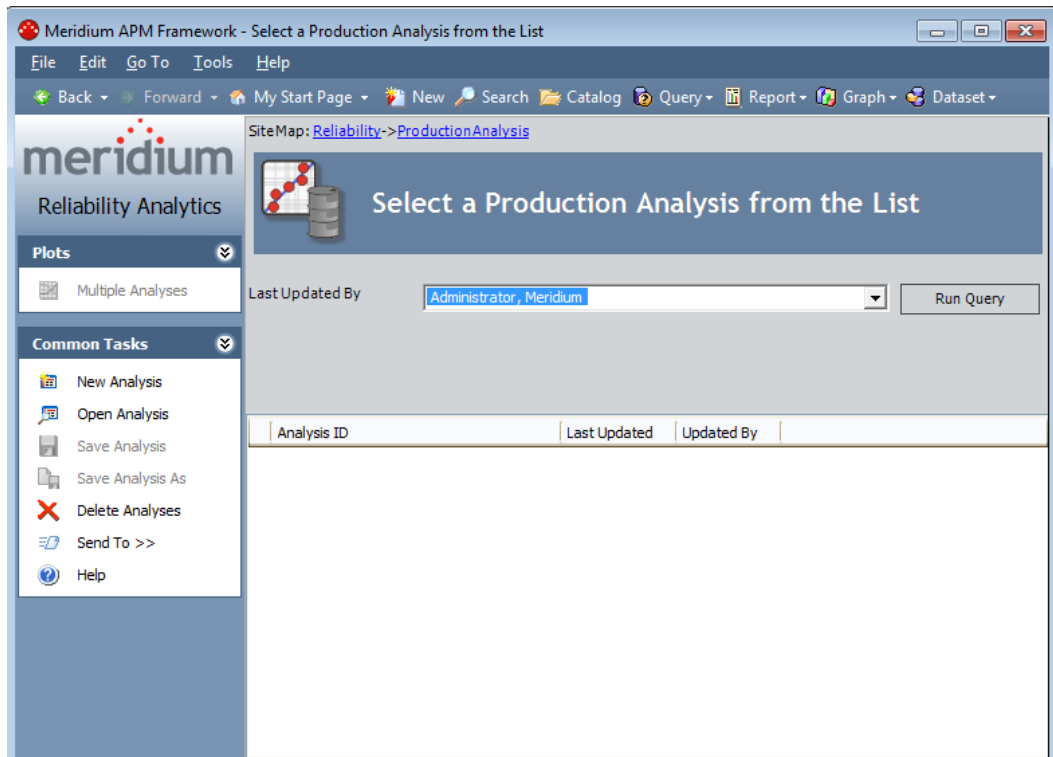 Meridium APM Framework - Select a Production Analysis from the List
File Edit Go To Tools Help
Back Forward My Start Page New Search Catalog Query Report Graph Dataset
meridium
Reliability Analytics
SiteMap: Reliability->ProductionAnalysis
Select a Production Analysis from the List
Plots
Multiple Analyses
Last Updated By Administrator, Meridium Run Query
Common Tasks
New Analysis
Open Analysis
Save Analysis
Save Analysis As
Delete Analyses
Send To >>
Help
Analysis ID Last Updated Updated By